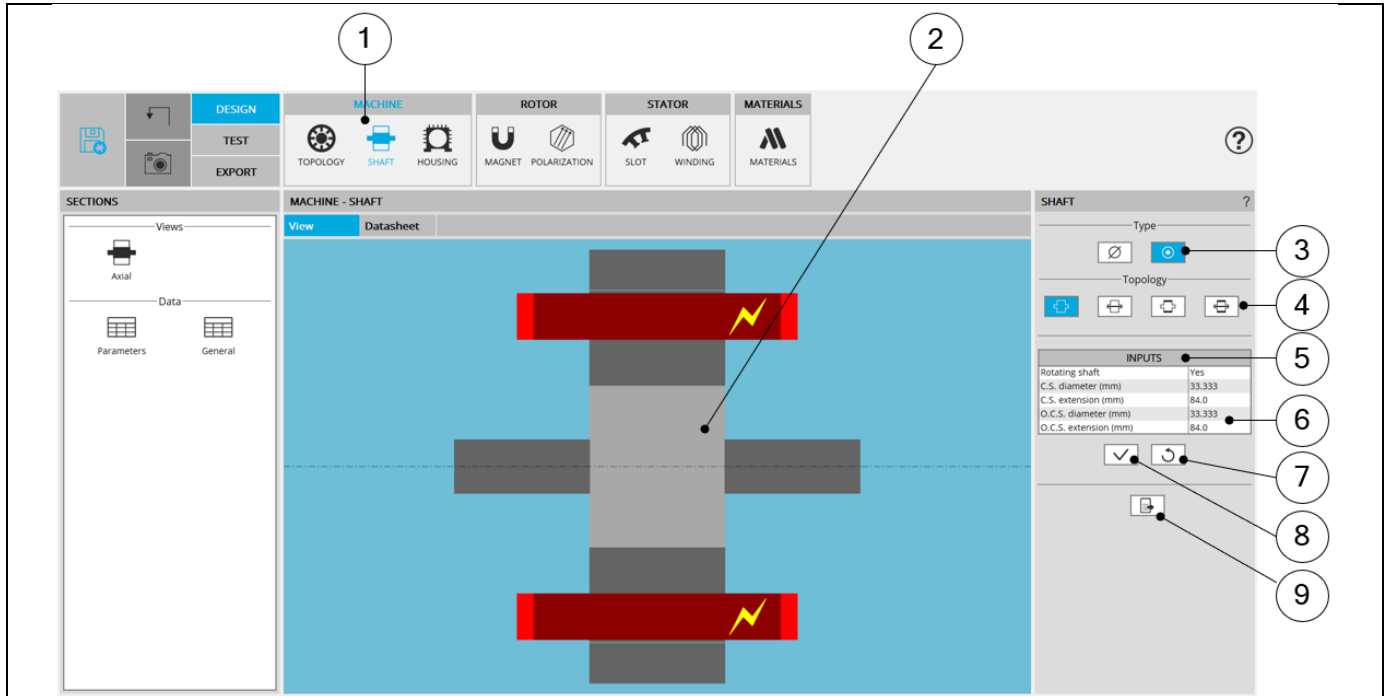 1
2
DESIGN
TEST
EXPORT
MACHINE
TOPOLOGY
SHAFT
HOUSING
ROTOR
MAGNET
POLARIZATION
STATOR
SLOT
WINDING
MATERIALS
MATERIALS
?
SECTIONS
Views
Axial
Data
Parameters
General
MACHINE - SHAFT
View
Datasheet
SHAFT
?
Type
3
Topology
4
INPUTS
5
Rotating shaft Yes
C.S. diameter (mm) 33.333
C.S. extension (mm) 84.0
O.C.S. diameter (mm) 33.333
O.C.S. extension (mm) 84.0
6
7
8
9